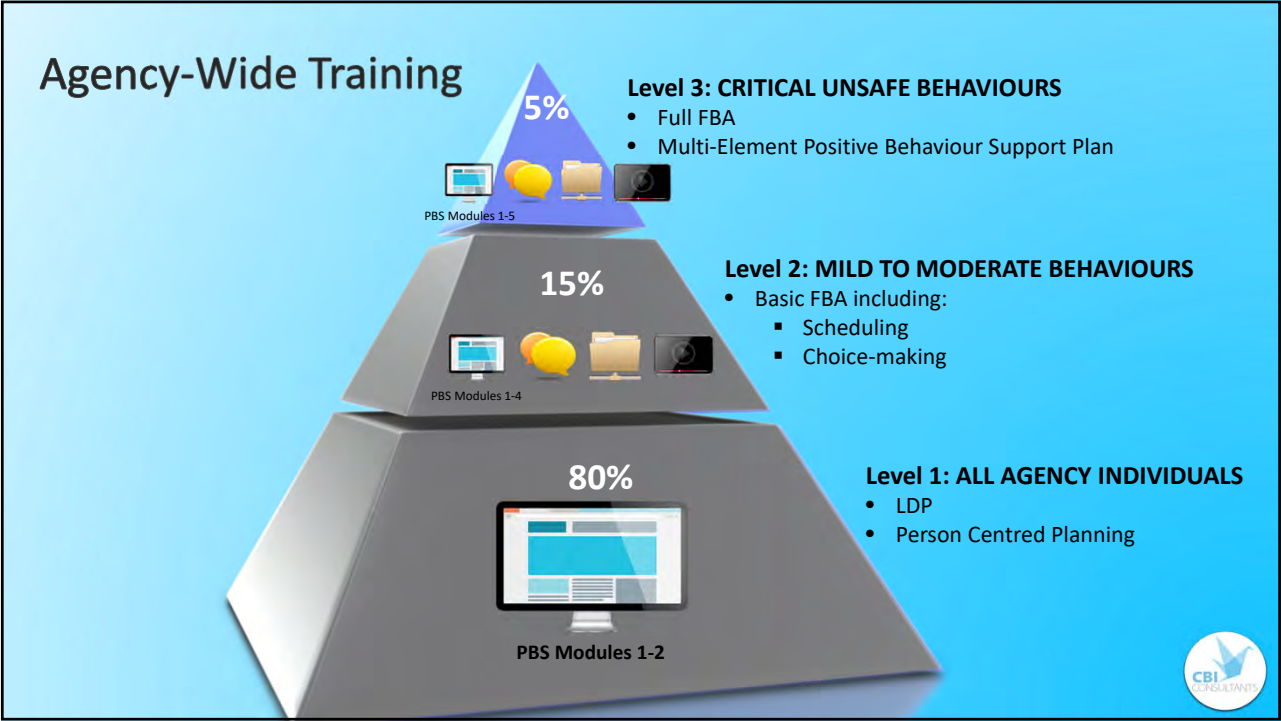 Agency-Wide Training
5%
Level 3: CRITICAL UNSAFE BEHAVIOURS
• Full FBA
• Multi-Element Positive Behaviour Support Plan
PBS Modules 1-5
15%
Level 2: MILD TO MODERATE BEHAVIOURS
• Basic FBA including:
▪ Scheduling
▪ Choice-making
PBS Modules 1-4
80%
Level 1: ALL AGENCY INDIVIDUALS
• LDP
• Person Centred Planning
PBS Modules 1-2
CBI
CONSULTANTS